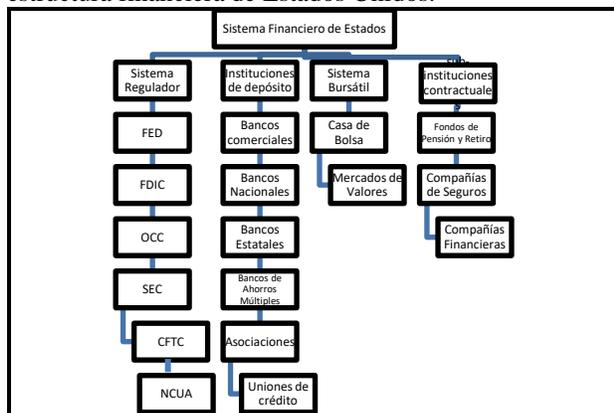 estructura financiera de Estados Unidos.
Sistema Financiero de Estados
Sistema
Regulador
FED
FDIC
OCC
SEC
CFTC
NCUA
Instituciones
de depósito
Bancos
comerciales
Bancos
Nacionales
Bancos
Estatales
Bancos de
Ahorros
Múltiples
Asociaciones
Uniones de
crédito
Sistema
Bursátil
Casa de
Bolsa
Mercados de
Valores
Sub-
instituciones
contractuale
s
Fondos de
Pensión y Retiro
Compañías
de Seguros
Compañías
Financieras